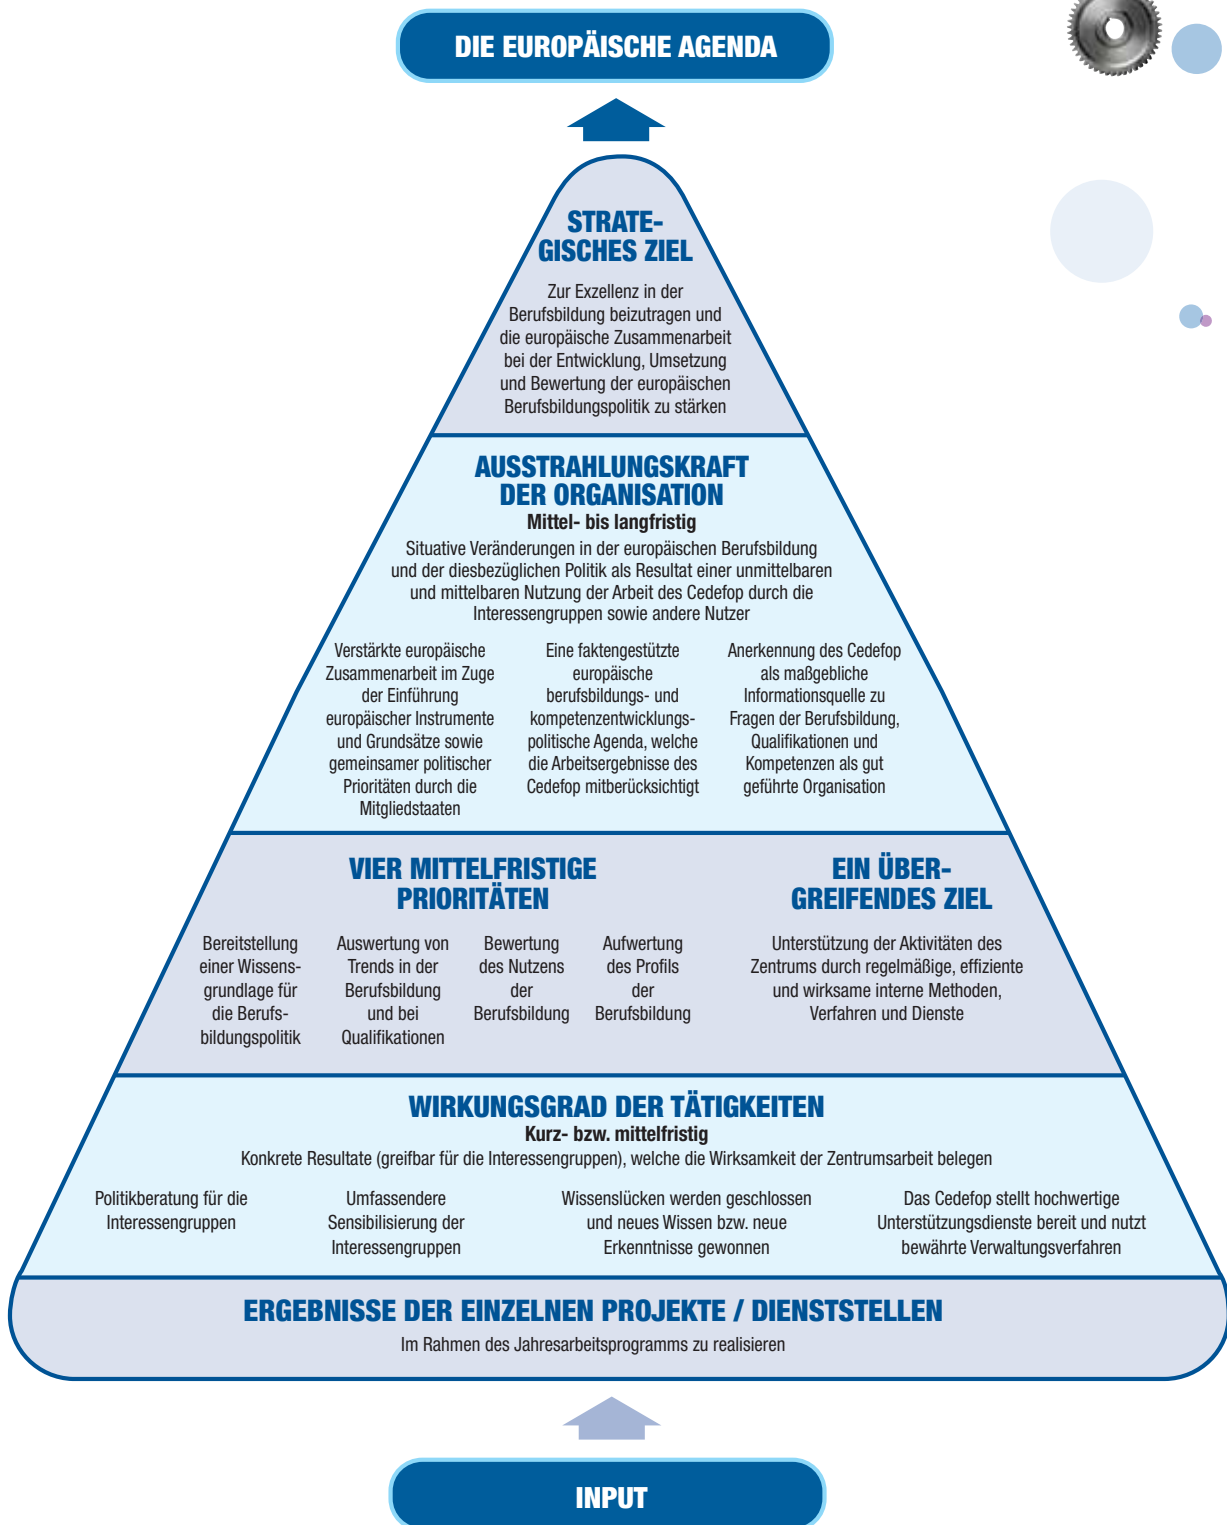 DIE EUROPÄISCHE AGENDA
STRATE-
GISCHES ZIEL
Zur Exzellenz in der
Berufsbildung beizutragen und
die europäische Zusammenarbeit
bei der Entwicklung, Umsetzung
und Bewertung der europäischen
Berufsbildungspolitik zu stärken
AUSSTRAHLUNGSKRAFT
DER ORGANISATION
Mittel- bis langfristig
Situative Veränderungen in der europäischen Berufsbildung
und der diesbezüglichen Politik als Resultat einer unmittelbaren
und mittelbaren Nutzung der Arbeit des Cedefop durch die
Interessengruppen sowie andere Nutzer
Verstärkte europäische
Zusammenarbeit im Zuge
der Einführung
europäischer Instrumente
und Grundsätze sowie
gemeinsamer politischer
Prioritäten durch die
Mitgliedstaaten
Eine faktengestützte
europäische
berufsbildungs- und
kompetenzentwicklungs-
politische Agenda, welche
die Arbeitsergebnisse des
Cedefop mitberücksichtigt
Anerkennung des Cedefop
als maßgebliche
Informationsquelle zu
Fragen der Berufsbildung,
Qualifikationen und
Kompetenzen als gut
geführte Organisation
VIER MITTELFRISTIGE
PRIORITÄTEN
Bereitstellung
einer Wissens-
grundlage für
die Berufs-
bildungspolitik
Auswertung von
Trends in der
Berufsbildung
und bei
Qualifikationen
Bewertung
des Nutzens
der
Berufsbildung
Aufwertung
des Profils
der
Berufsbildung
EIN ÜBER-
GREIFENDES ZIEL
Unterstützung der Aktivitäten des
Zentrums durch regelmäßige, effiziente
und wirksame interne Methoden,
Verfahren und Dienste
WIRKUNGSGRAD DER TÄTIGKEITEN
Kurz- bzw. mittelfristig
Konkrete Resultate (greifbar für die Interessengruppen), welche die Wirksamkeit der Zentrumsarbeit belegen
Politikberatung für die
Interessengruppen
Umfassendere
Sensibilisierung der
Interessengruppen
Wissenslücken werden geschlossen
und neues Wissen bzw. neue
Erkenntnisse gewonnen
Das Cedefop stellt hochwertige
Unterstützungsdienste bereit und nutzt
bewährte Verwaltungsverfahren
ERGEBNISSE DER EINZELNEN PROJEKTE / DIENSTSTELLEN
Im Rahmen des Jahresarbeitsprogramms zu realisieren
INPUT